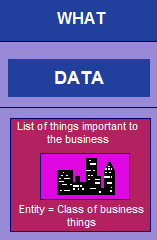 WHAT
DATA
List of things important to
the business
Entity = Class of business
things